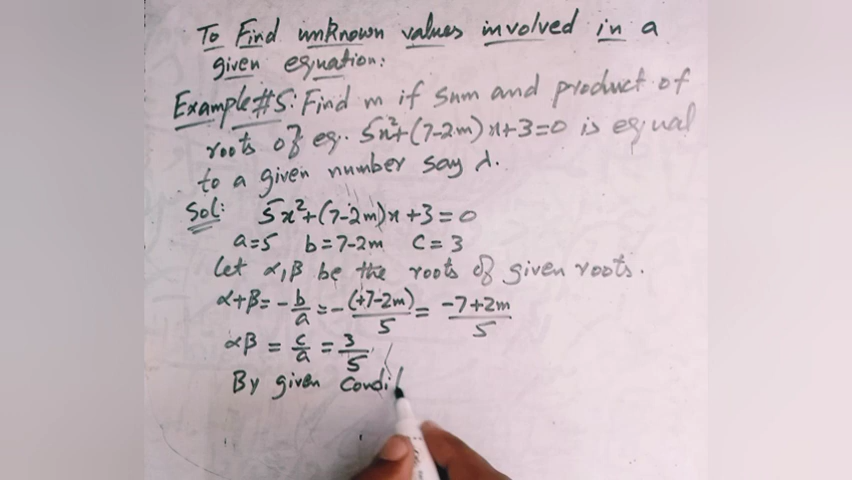 To Find unknown values involved in a
given equation:
Example#5: Find m if sum and product of
roots of eq. 5x²+(7-2m)x+3=0 is equal
to a given number say λ.
Sol: 5x²+(7-2m)x+3=0
a=5 b=7-2m c=3
Let α,β be the roots of given roots.
α+β=-b/a=-(+7-2m)/5=-7+2m/5
αβ=c/a=3/5
By given Condi